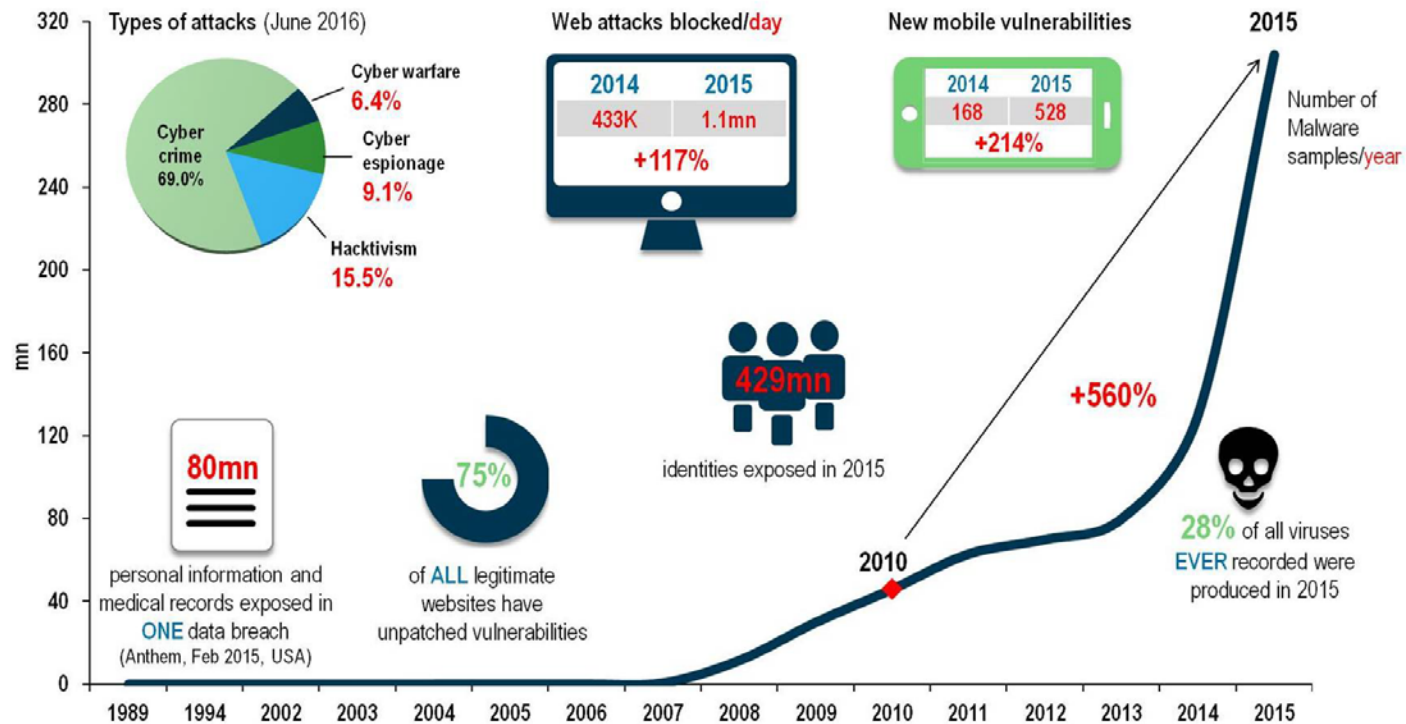 320
280
240
200
160
120
80
40
0
mn
Types of attacks (June 2016)
Cyber warfare
6.4%
Cyber
crime
69.0%
Cyber
espionage
9.1%
Hacktivism
15.5%
Web attacks blocked/day
2014 2015
433K 1.1mn
+117%
New mobile vulnerabilities
2014 2015
168 528
+214%
2015
Number of
Malware
samples/year
80mn
personal information and
medical records exposed in
ONE data breach
(Anthem, Feb 2015, USA)
75%
of ALL legitimate
websites have
unpatched vulnerabilities
429mn
identities exposed in 2015
2010
+560%
28% of all viruses
EVER recorded were
produced in 2015
1989 1994 2002 2003 2004 2005 2006 2007 2008 2009 2010 2011 2012 2013 2014 2015